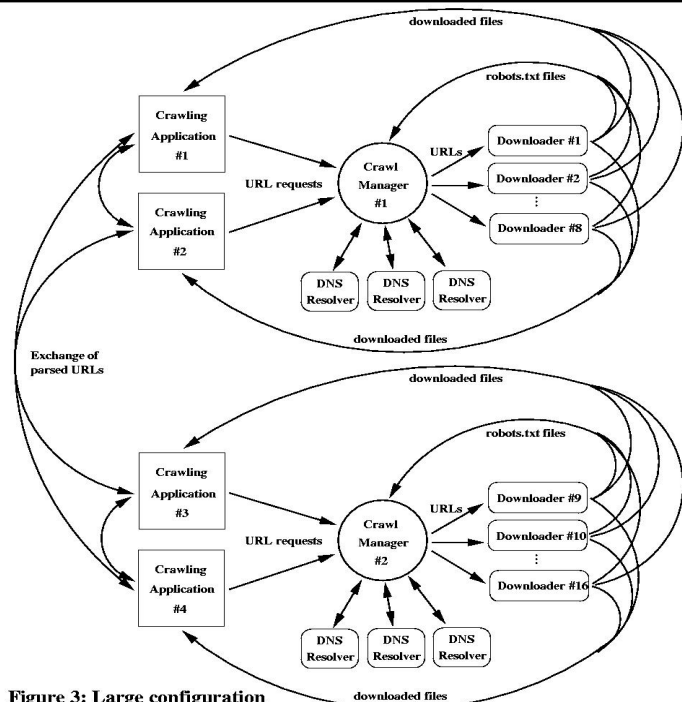 downloaded files
robots.txt files
Crawling
Application
#1
URL requests
Crawl
Manager
#1
URLs
Downloader #1
Downloader #2
...
Downloader #8
Crawling
Application
#2
DNS
Resolver
DNS
Resolver
DNS
Resolver
downloaded files
Exchange of
parsed URLs
downloaded files
robots.txt files
Crawling
Application
#3
URL requests
Crawl
Manager
#2
URLs
Downloader #9
Downloader #10
...
Downloader #16
Crawling
Application
#4
DNS
Resolver
DNS
Resolver
DNS
Resolver
Figure 3: Large configuration
downloaded files